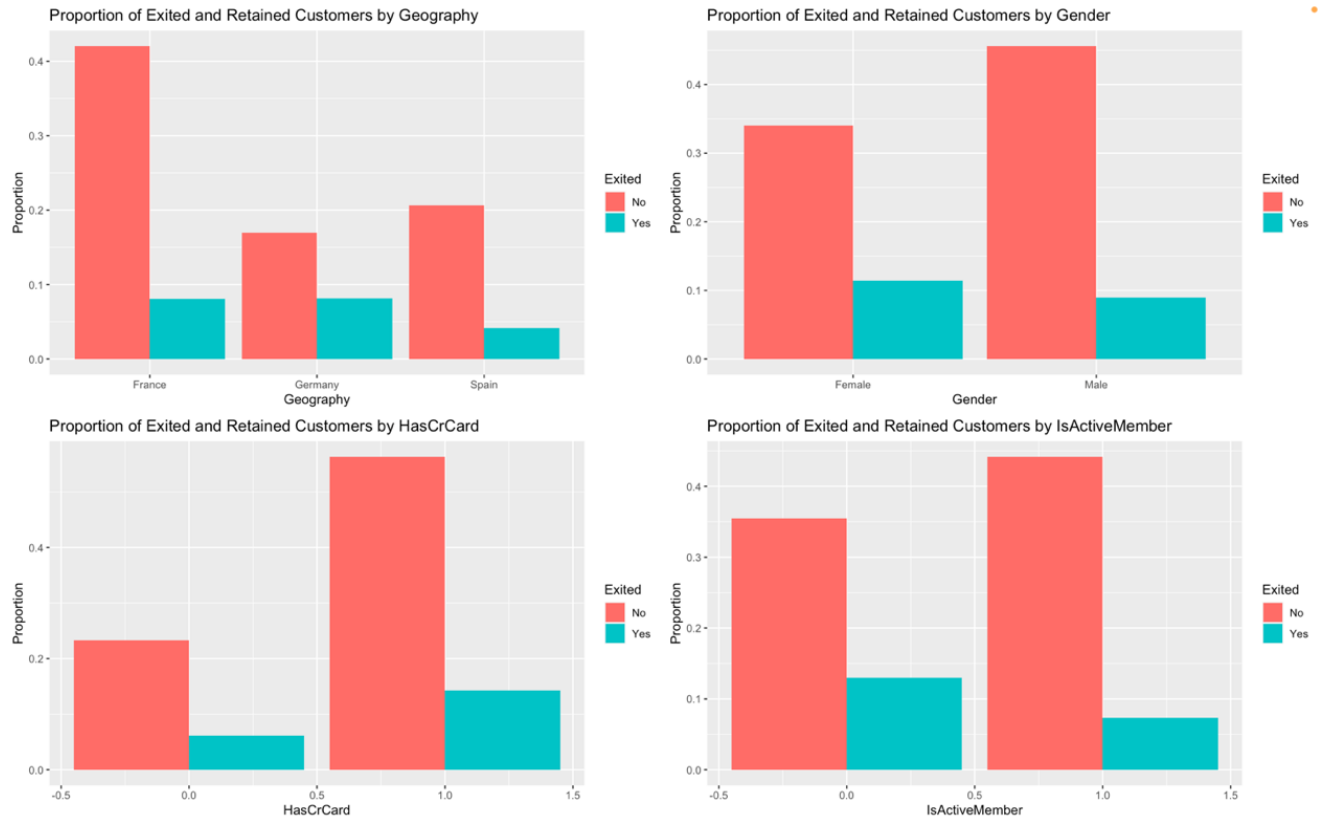 Proportion of Exited and Retained Customers by Geography
0.4
0.3
0.2
0.1
0.0
Proportion
France Germany Spain
Geography
Exited
No
Yes
Proportion of Exited and Retained Customers by Gender
0.4
0.3
0.2
0.1
0.0
Proportion
Female Male
Gender
Exited
No
Yes
Proportion of Exited and Retained Customers by HasCrCard
0.4
0.2
0.0
Proportion
-0.5 0.0 0.5 1.0 1.5
HasCrCard
Exited
No
Yes
Proportion of Exited and Retained Customers by IsActiveMember
0.4
0.3
0.2
0.1
0.0
Proportion
-0.5 0.0 0.5 1.0 1.5
IsActiveMember
Exited
No
Yes